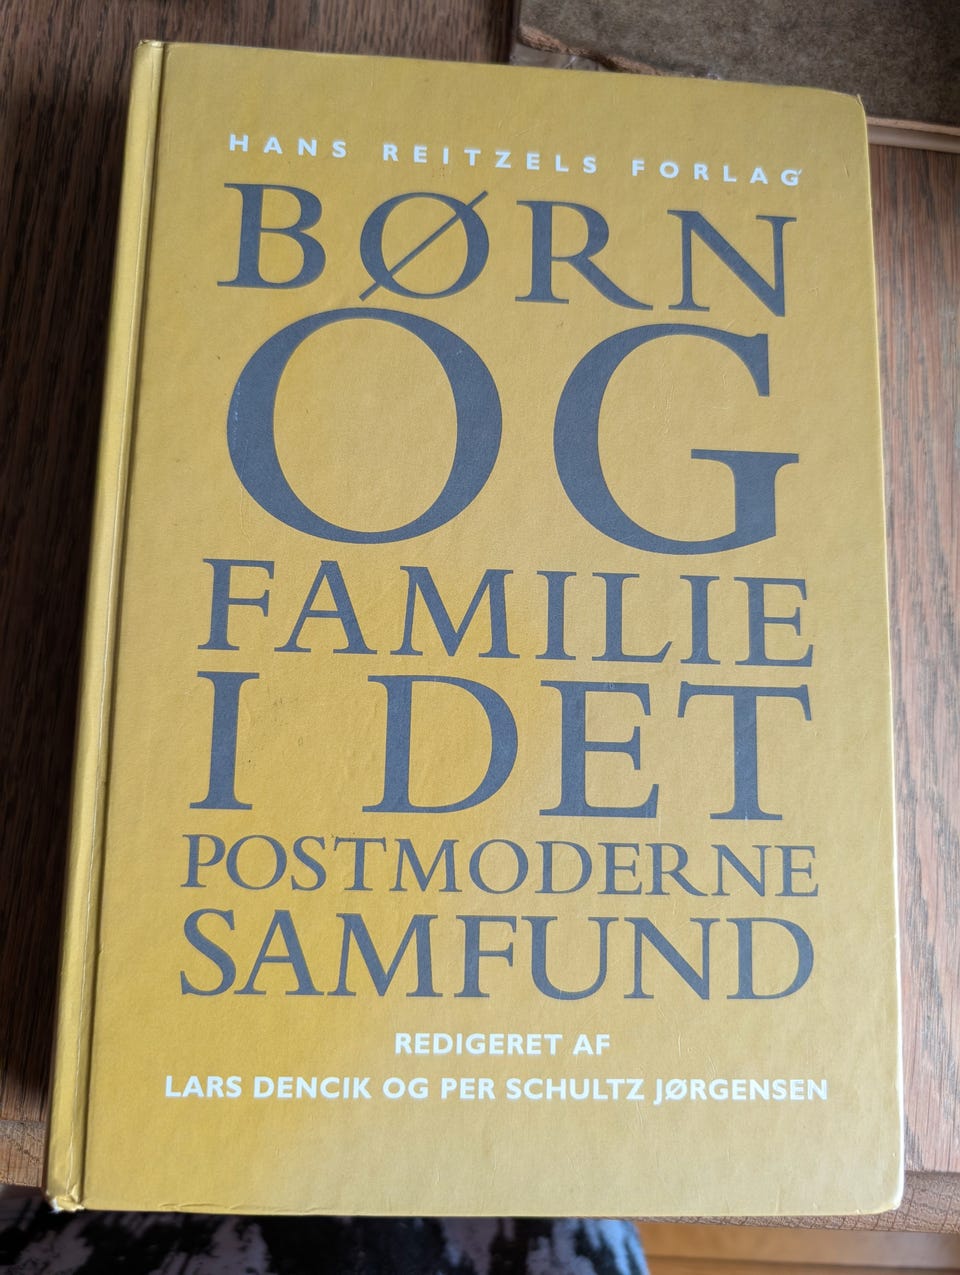 HANS REITZELS FORLAG
BØRN
OG
FAMILIE
I DET
POSTMODERNE
SAMFUND
REDIGERET AF
LARS DENCIK OG PER SCHULTZ JØRGENSEN